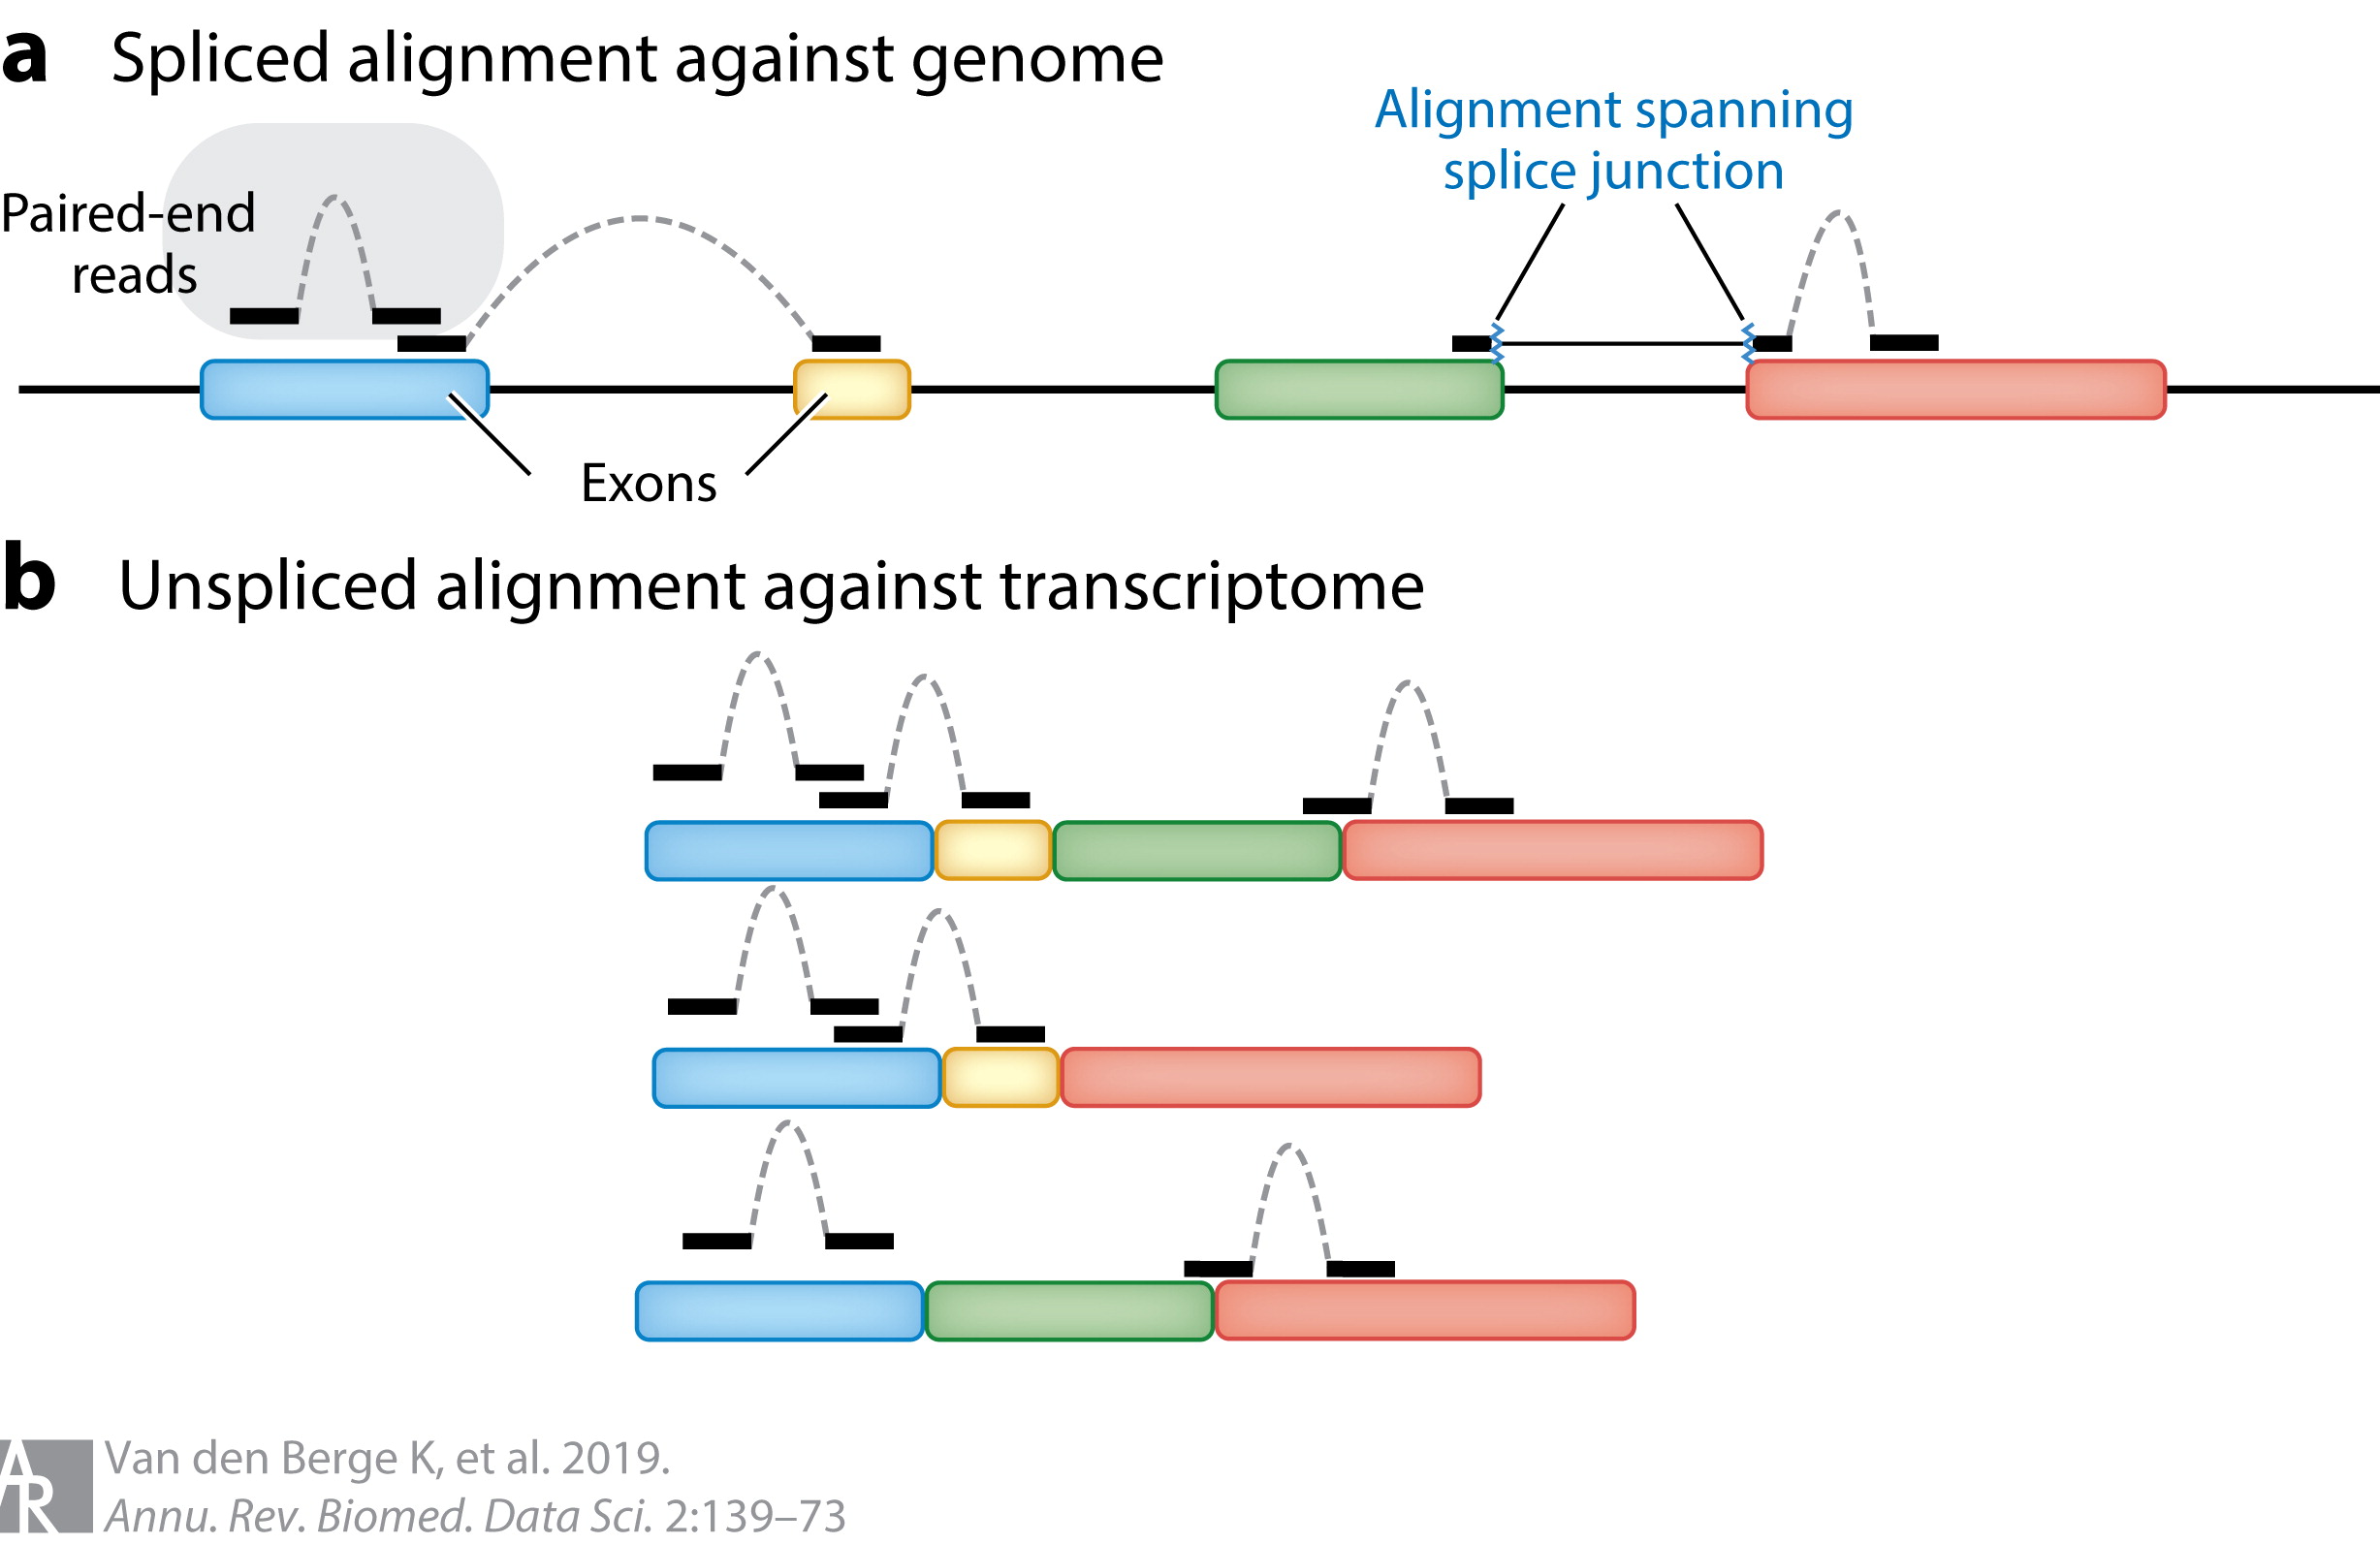 a Spliced alignment against genome
Alignment spanning
splice junction
Paired-end
reads
Exons
b Unspliced alignment against transcriptome
AR
Van den Berge K, et al. 2019.
Annu. Rev. Biomed. Data Sci. 2:139–73